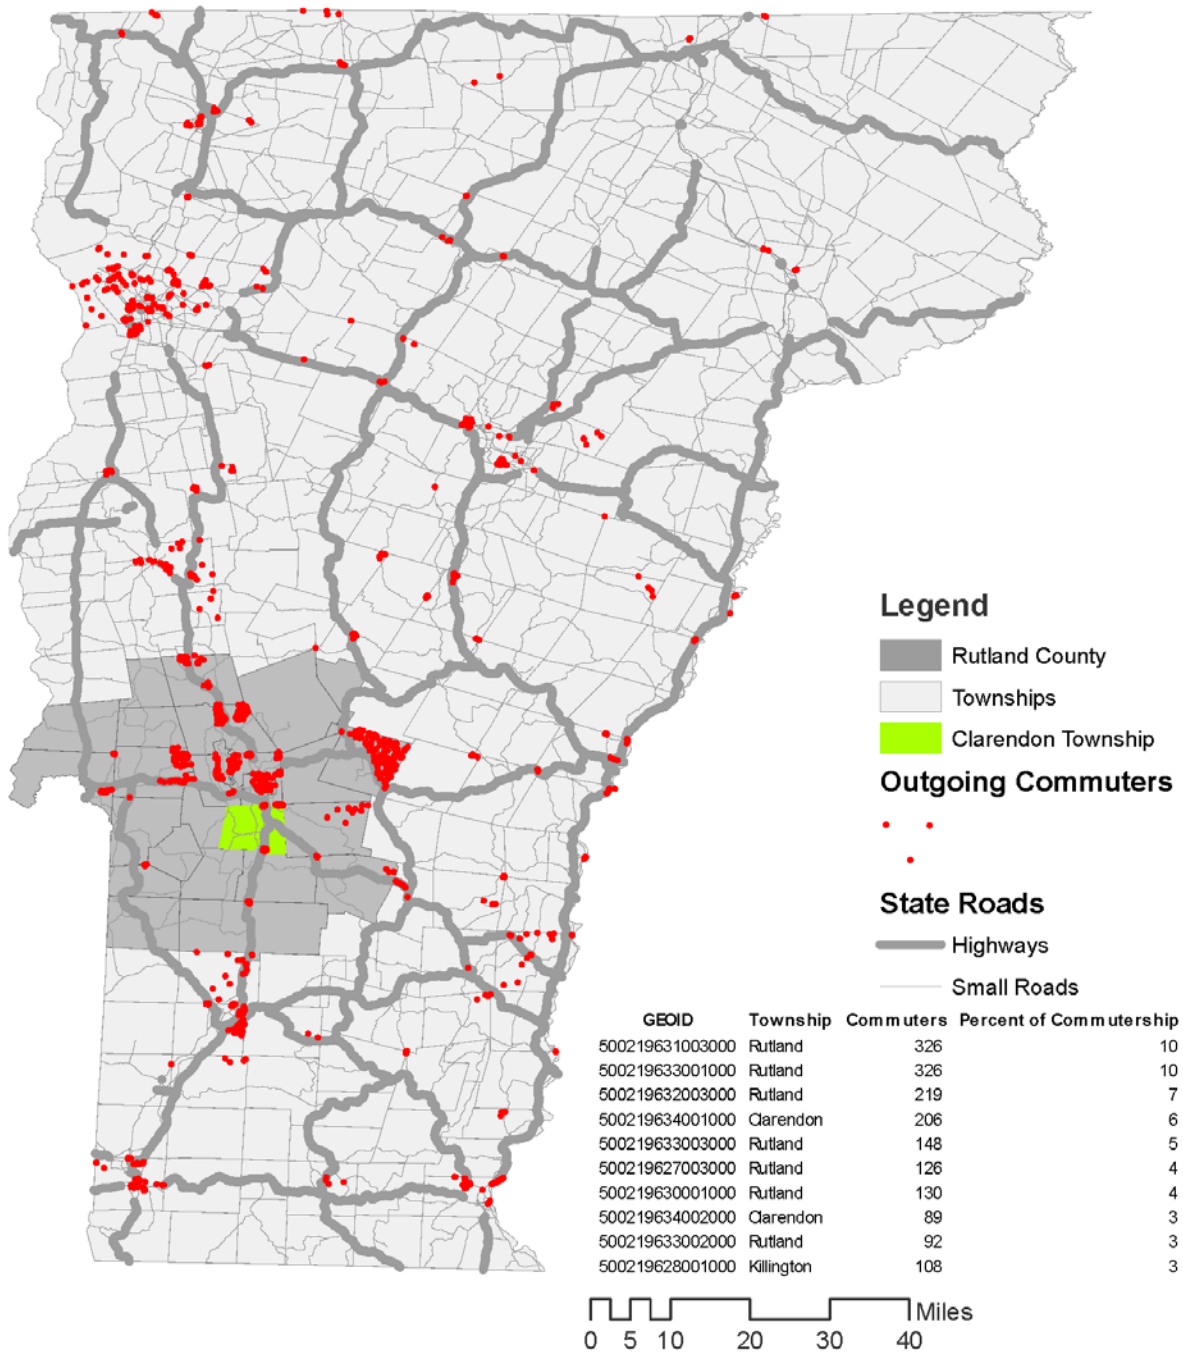 Legend
Rutland County
Townships
Clarendon Township
Outgoing Commuters
State Roads
Highways
Small Roads
GEOID Township Commuters Percent of Commutership
500219631003000 Rutland 326 10
500219633001000 Rutland 326 10
500219632003000 Rutland 219 7
500219634001000 Clarendon 206 6
500219633003000 Rutland 148 5
500219627003000 Rutland 126 4
500219630001000 Rutland 130 4
500219634002000 Clarendon 89 3
500219633002000 Rutland 92 3
500219628001000 Killington 108 3
Miles
0 5 10 20 30 40